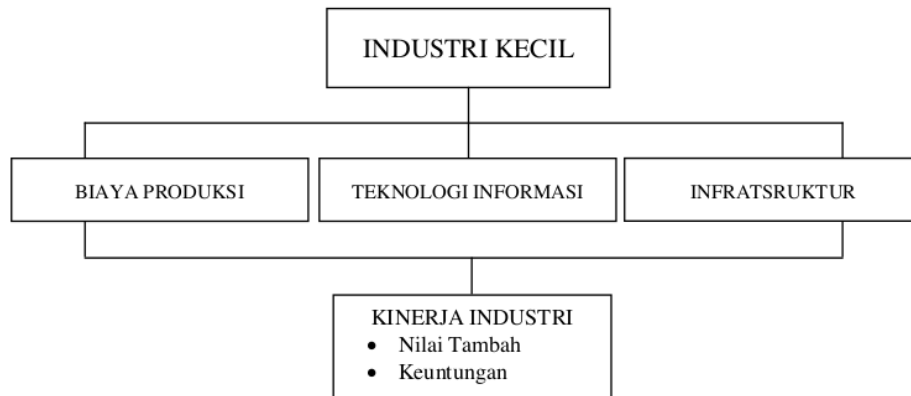 INDUSTRI KECIL
BIAYA PRODUKSI
TEKNOLOGI INFORMASI
INFRATSRUKTUR
KINERJA INDUSTRI
• Nilai Tambah
• Keuntungan